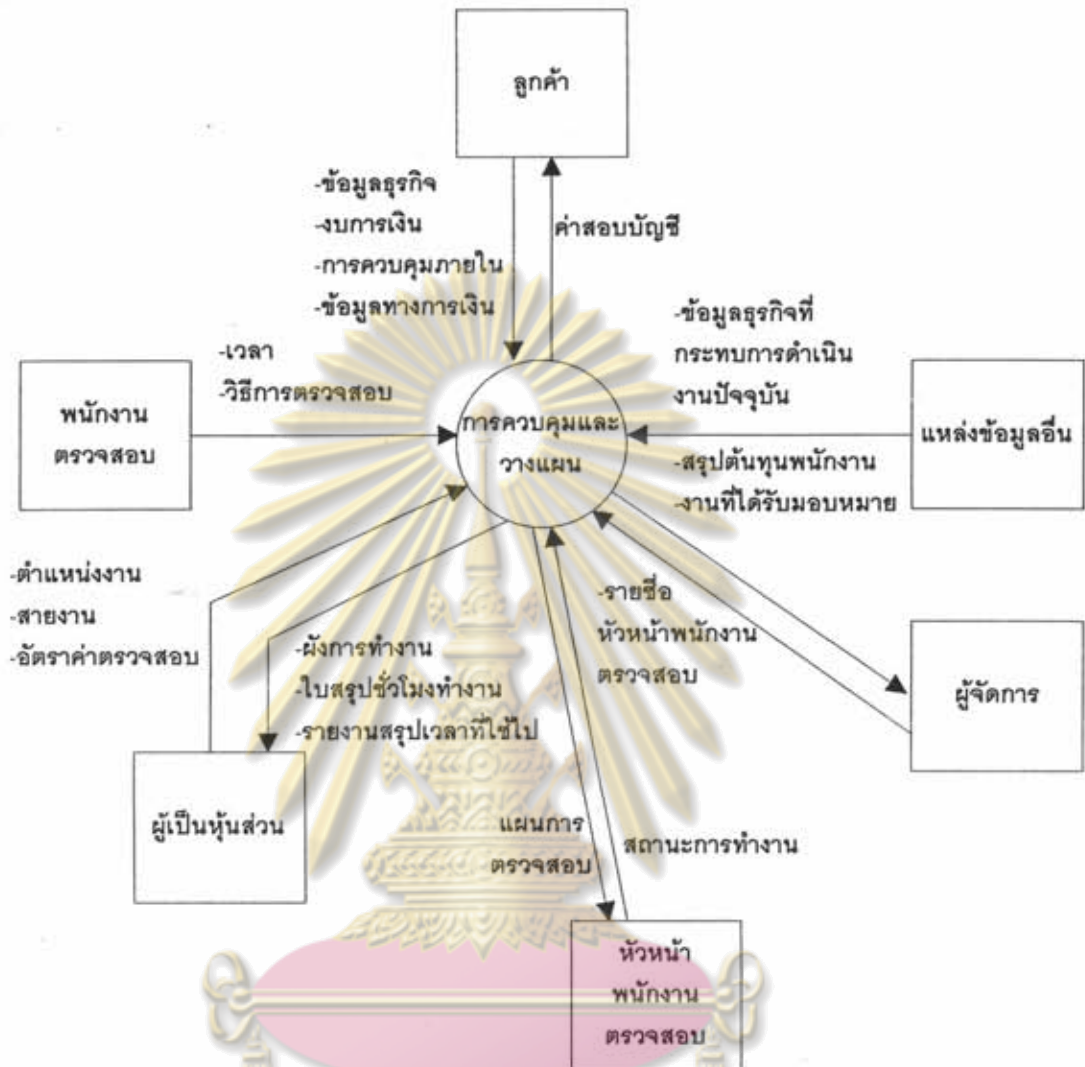 ลูกค้า
-ข้อมูลธุรกิจ
-งบการเงิน
-การควบคุมภายใน
-ข้อมูลทางการเงิน
ค่าสอบบัญชี
-ข้อมูลธุรกิจที่
กระทบการดำเนิน
งานปัจจุบัน
-เวลา
-วิธีการตรวจสอบ
พนักงาน
ตรวจสอบ
การควบคุมและ
วางแผน
แหล่งข้อมูลอื่น
-สรุปต้นทุนพนักงาน
-งานที่ได้รับมอบหมาย
-ตำแหน่งงาน
-สายงาน
-อัตราค่าตรวจสอบ
-รายชื่อ
หัวหน้าพนักงาน
ตรวจสอบ
-ผังการทำงาน
-ใบสรุปชั่วโมงทำงาน
-รายงานสรุปเวลาที่ใช้ไป
ผู้จัดการ
ผู้เป็นหุ้นส่วน
แผนการ
ตรวจสอบ
สถานะการทำงาน
หัวหน้า
พนักงาน
ตรวจสอบ